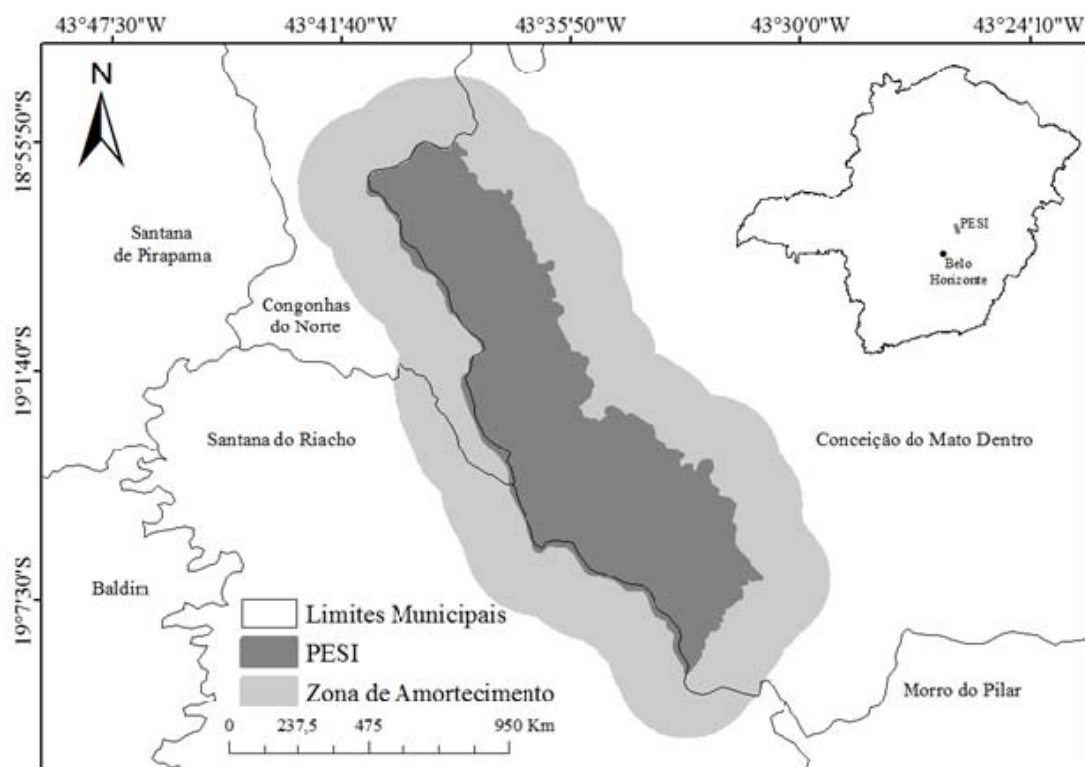 43°47'30"W 43°41'40"W 43°35'50"W 43°30'0"W 43°24'10"W
N
18°55'50"S
19°1'40"S
19°7'30"S
Santana
de Pirapama
Congonhas
do Norte
Santana do Riacho
Conceição do Mato Dentro
Baldim
Morro do Pilar
PESI
Belo
Horizonte
Limites Municipais
PESI
Zona de Amortecimento
0 237,5 475 950 Km